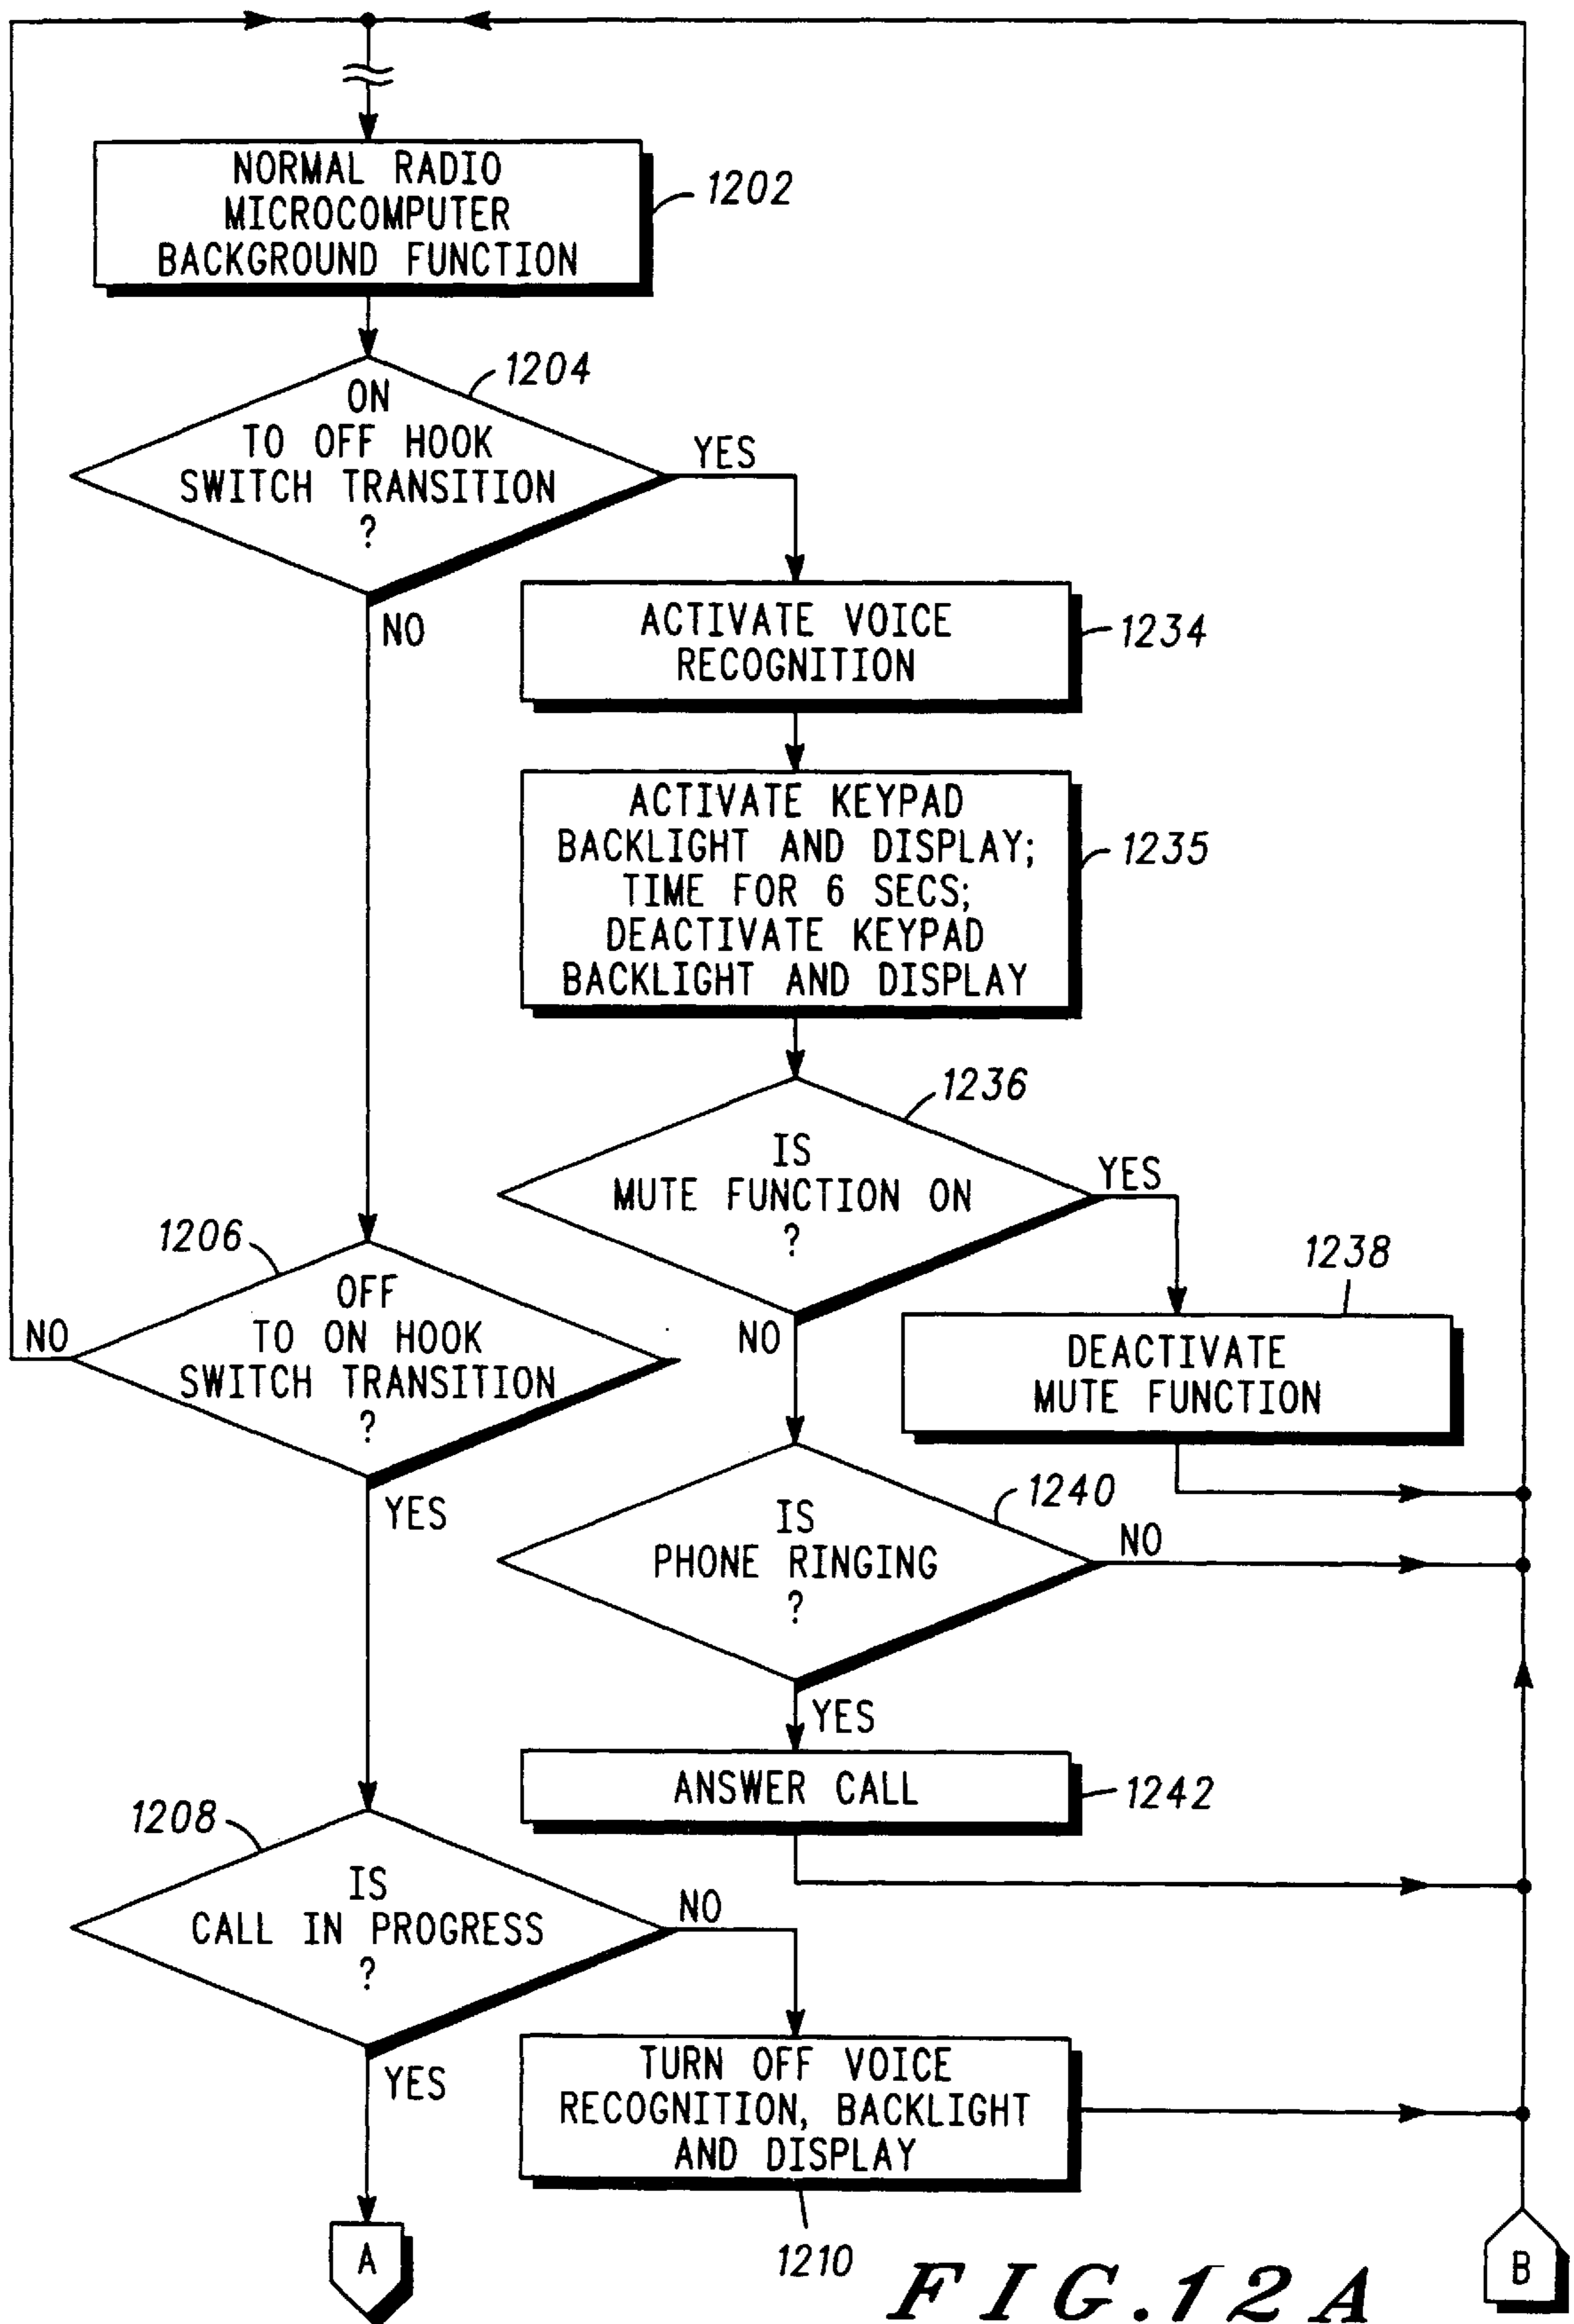 NORMAL RADIO
MICROCOMPUTER
BACKGROUND FUNCTION
1202
1204
ON
TO OFF HOOK
SWITCH TRANSITION
?
YES
NO
ACTIVATE VOICE
RECOGNITION
1234
ACTIVATE KEYPAD
BACKLIGHT AND DISPLAY;
TIME FOR 6 SECS;
DEACTIVATE KEYPAD
BACKLIGHT AND DISPLAY
1235
1236
IS
MUTE FUNCTION ON
?
YES
NO
1238
DEACTIVATE
MUTE FUNCTION
1206
OFF
TO ON HOOK
SWITCH TRANSITION
?
NO
YES
1240
IS
PHONE RINGING
?
NO
YES
ANSWER CALL
1242
1208
IS
CALL IN PROGRESS
?
NO
YES
TURN OFF VOICE
RECOGNITION, BACKLIGHT
AND DISPLAY
1210
A
B
FIG.12A